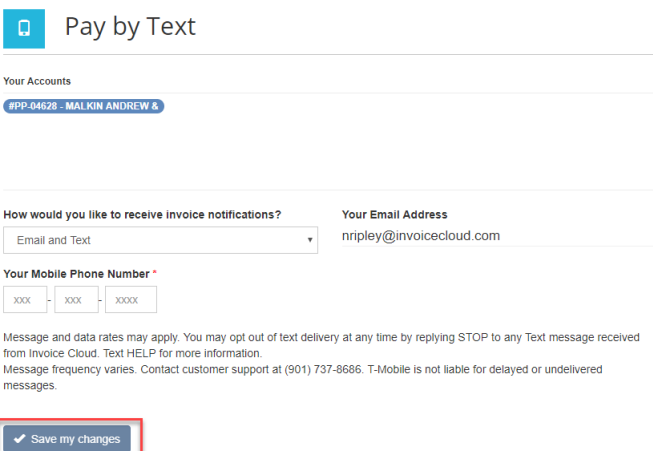 Pay by Text
Your Accounts
#PP-04628 - MALKIN ANDREW &
How would you like to receive invoice notifications?
Your Email Address
Email and Text
nripley@invoicecloud.com
Your Mobile Phone Number *
xxx - xxx - xxxx
Message and data rates may apply. You may opt out of text delivery at any time by replying STOP to any Text message received
from Invoice Cloud. Text HELP for more information.
Message frequency varies. Contact customer support at (901) 737-8686. T-Mobile is not liable for delayed or undelivered
messages.
Save my changes